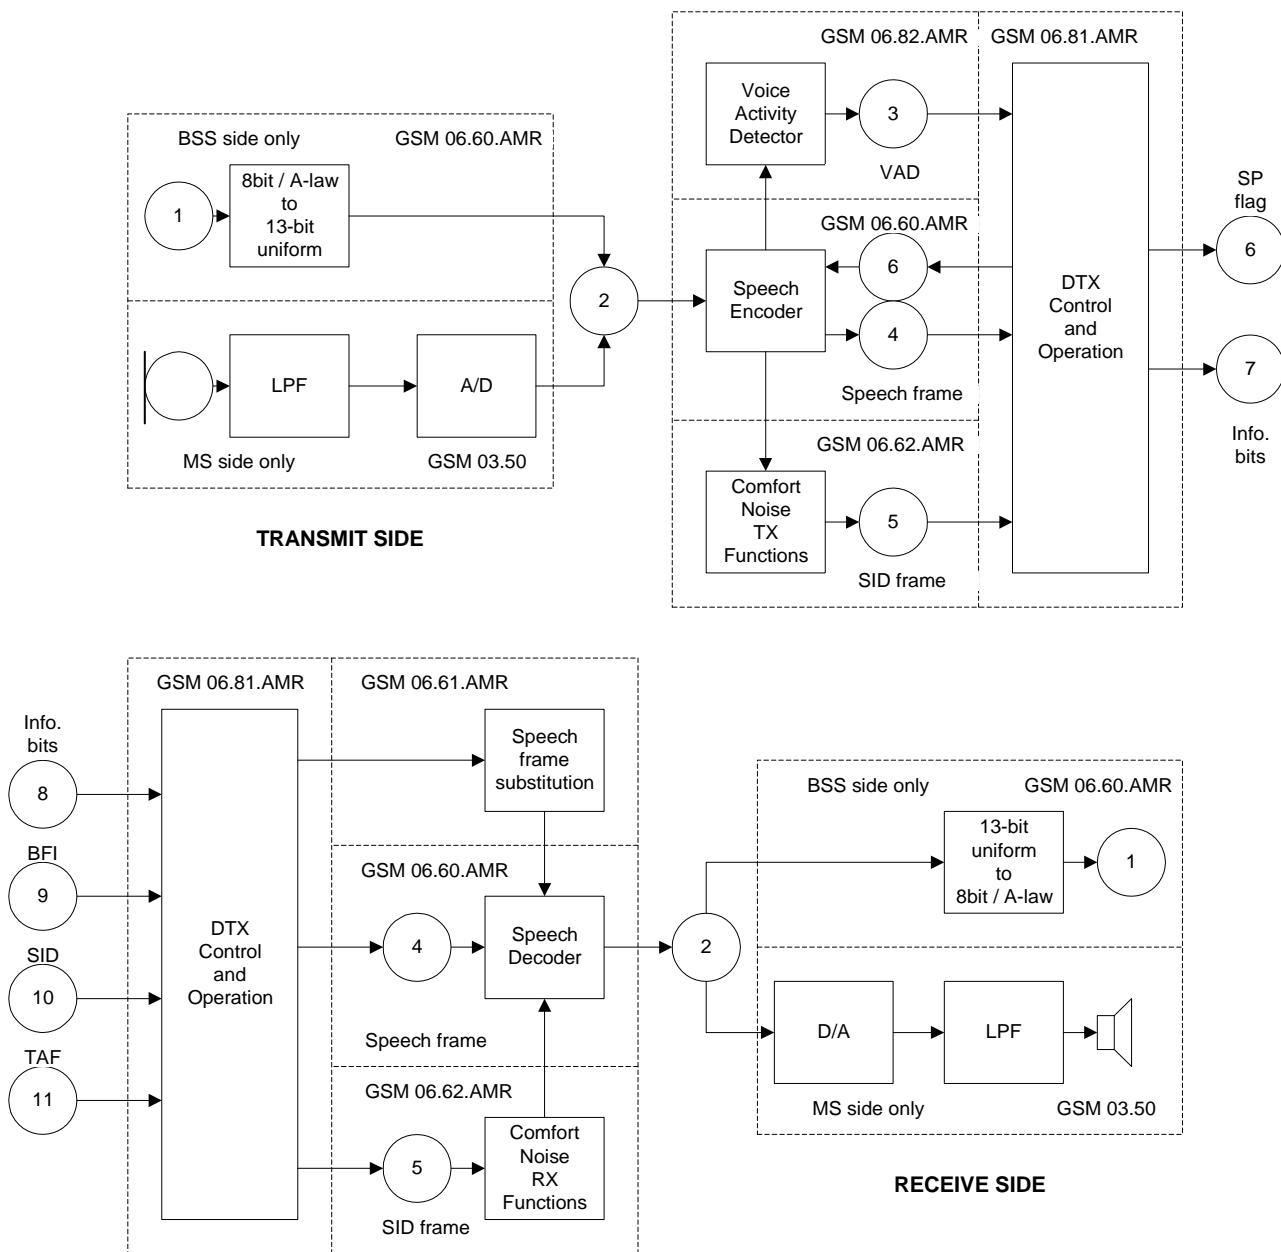 GSM 06.82.AMR
GSM 06.81.AMR
Voice
Activity
Detector
3
VAD
BSS side only
GSM 06.60.AMR
1
8bit / A-law
to
13-bit
uniform
2
GSM 06.60.AMR
6
Speech
Encoder
4
Speech frame
DTX
Control
and
Operation
SP
flag
6
7
Info.
bits
LPF
A/D
MS side only
GSM 03.50
GSM 06.62.AMR
Comfort
Noise
TX
Functions
5
SID frame
TRANSMIT SIDE
GSM 06.81.AMR
GSM 06.61.AMR
Info.
bits
8
BFI
9
SID
10
TAF
11
DTX
Control
and
Operation
Speech
frame
substitution
GSM 06.60.AMR
4
Speech
Decoder
Speech frame
GSM 06.62.AMR
5
Comfort
Noise
RX
Functions
SID frame
2
BSS side only
GSM 06.60.AMR
13-bit
uniform
to
8bit / A-law
1
D/A
LPF
MS side only
GSM 03.50
RECEIVE SIDE